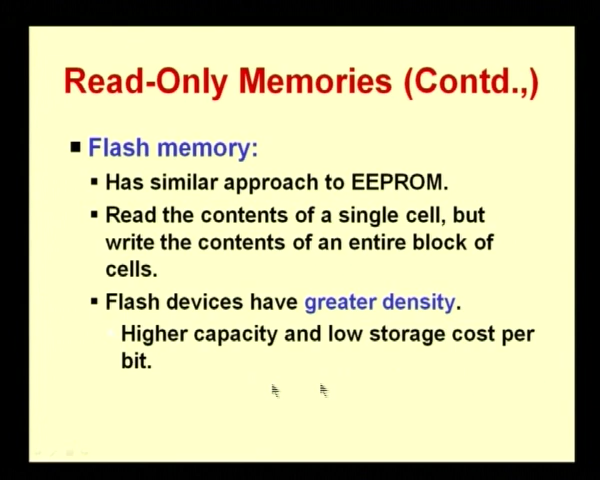 Read-Only Memories (Contd.,)
Flash memory:
Has similar approach to EEPROM.
Read the contents of a single cell, but
write the contents of an entire block of
cells.
Flash devices have greater density.
Higher capacity and low storage cost per
bit.